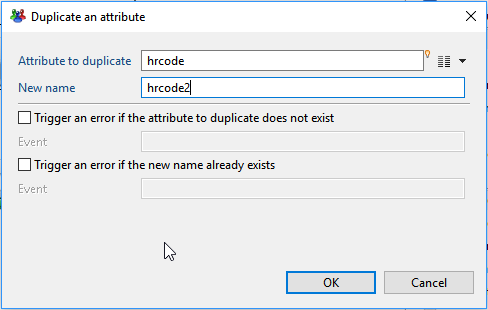 Duplicate an attribute
Attribute to duplicate hrcode
New name hrcode2
Trigger an error if the attribute to duplicate does not exist
Event
Trigger an error if the new name already exists
Event
OK Cancel